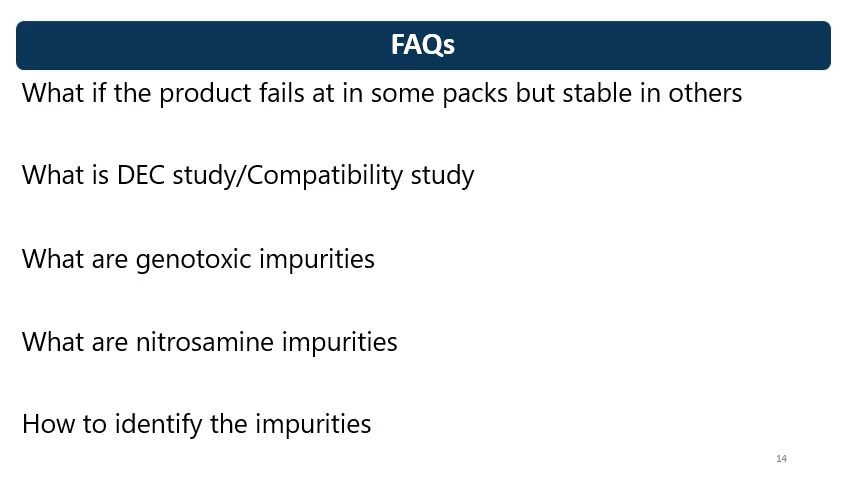 FAQs
What if the product fails at in some packs but stable in others
What is DEC study/Compatibility study
What are genotoxic impurities
What are nitrosamine impurities
How to identify the impurities
14